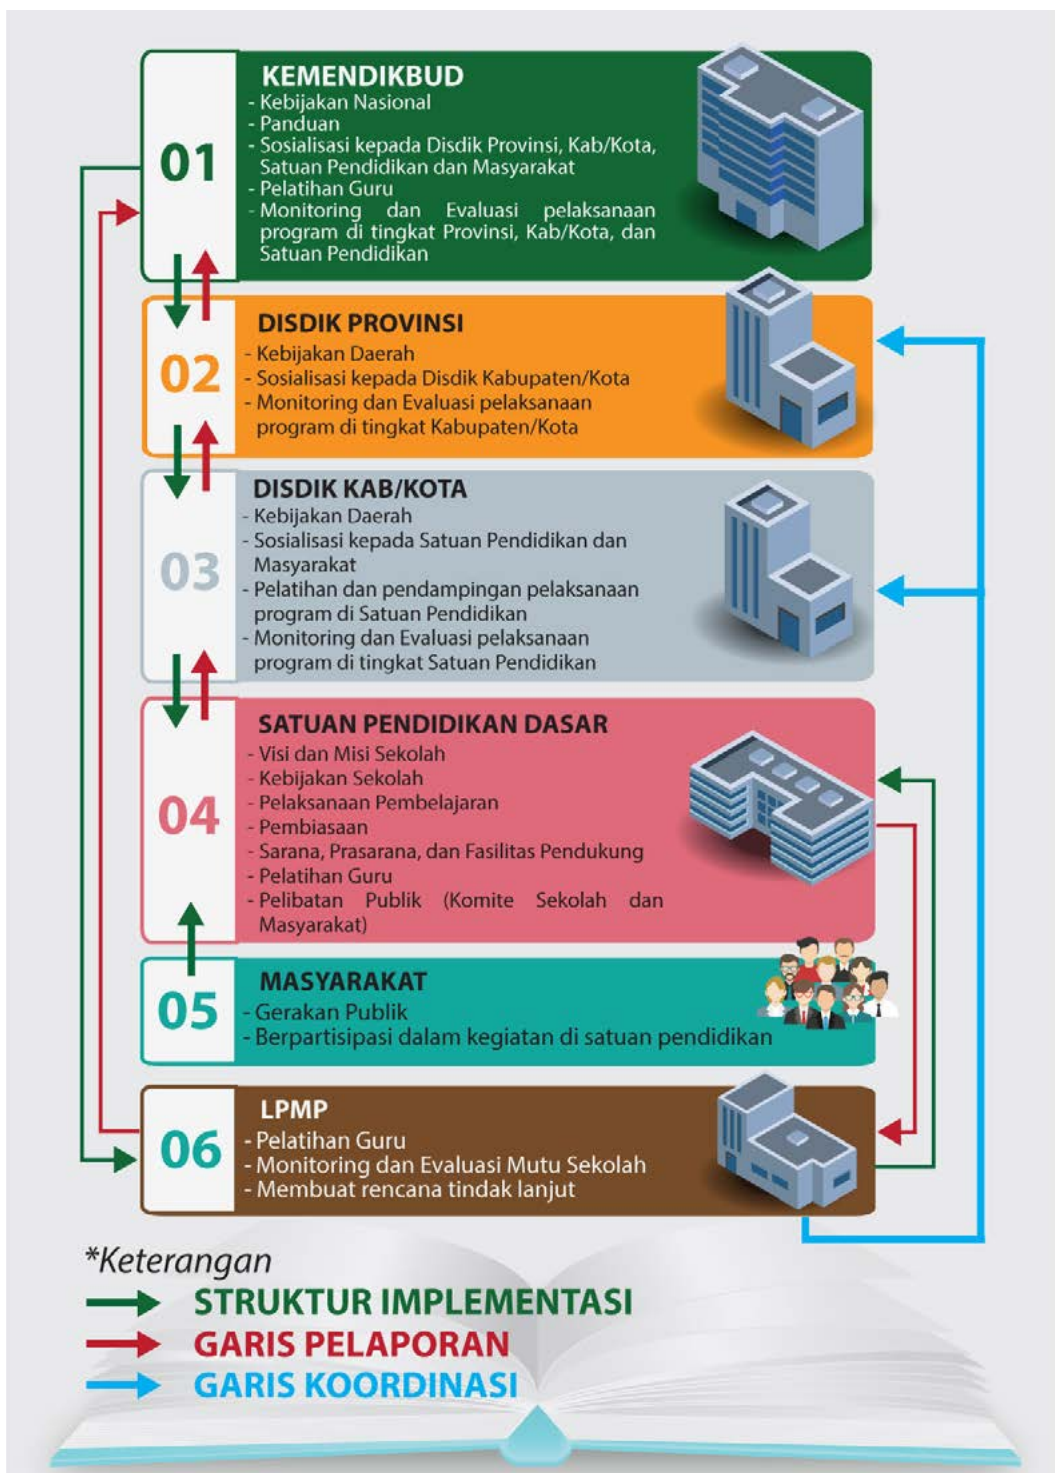 01
KEMENDIKBUD
- Kebijakan Nasional
- Panduan
- Sosialisasi kepada Disdik Provinsi, Kab/Kota,
Satuan Pendidikan dan Masyarakat
- Pelatihan Guru
- Monitoring dan Evaluasi pelaksanaan
program di tingkat Provinsi, Kab/Kota, dan
Satuan Pendidikan
02
DISDIK PROVINSI
- Kebijakan Daerah
- Sosialisasi kepada Disdik Kabupaten/Kota
- Monitoring dan Evaluasi pelaksanaan
program di tingkat Kabupaten/Kota
03
DISDIK KAB/KOTA
- Kebijakan Daerah
- Sosialisasi kepada Satuan Pendidikan dan
Masyarakat
- Pelatihan dan pendampingan pelaksanaan
program di Satuan Pendidikan
- Monitoring dan Evaluasi pelaksanaan
program di tingkat Satuan Pendidikan
04
SATUAN PENDIDIKAN DASAR
- Visi dan Misi Sekolah
- Kebijakan Sekolah
- Pelaksanaan Pembelajaran
- Pembiasaan
- Sarana, Prasarana, dan Fasilitas Pendukung
- Pelatihan Guru
- Pelibatan Publik (Komite Sekolah dan
Masyarakat)
05
MASYARAKAT
- Gerakan Publik
- Berpartisipasi dalam kegiatan di satuan pendidikan
06
LPMP
- Pelatihan Guru
- Monitoring dan Evaluasi Mutu Sekolah
- Membuat rencana tindak lanjut
*Keterangan
STRUKTUR IMPLEMENTASI
GARIS PELAPORAN
GARIS KOORDINASI